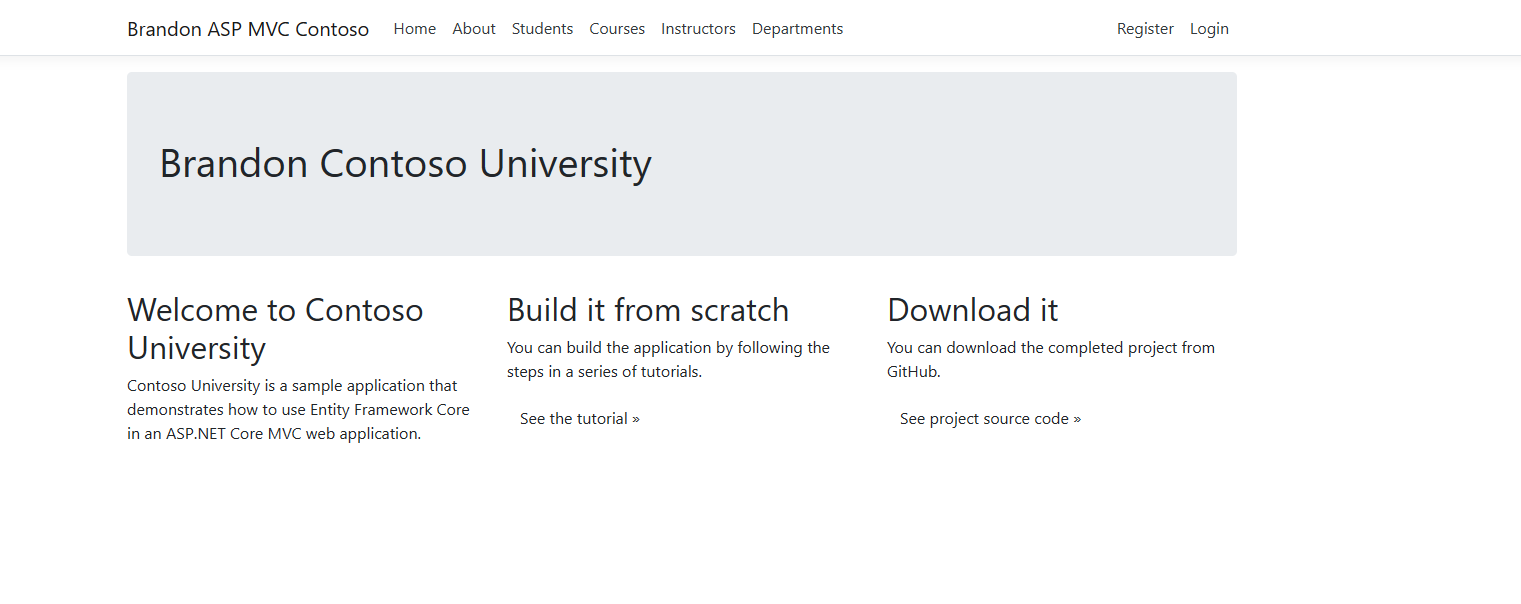 Brandon ASP MVC Contoso Home About Students Courses Instructors Departments Register Login
Brandon Contoso University
Welcome to Contoso
University
Contoso University is a sample application that
demonstrates how to use Entity Framework Core
in an ASP.NET Core MVC web application.
Build it from scratch
You can build the application by following the
steps in a series of tutorials.
See the tutorial »
Download it
You can download the completed project from
GitHub.
See project source code »